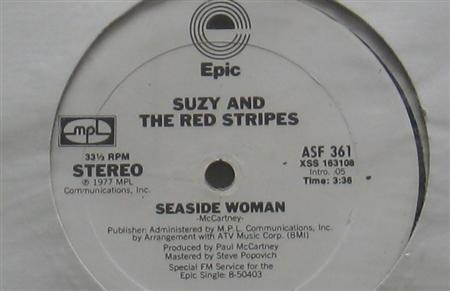 Epic
SUZY AND
THE RED STRIPES
mpl
33⅓ RPM
STEREO
℗ 1977 MPL
Communications, Inc.
ASF 361
XSS 163108
Intro. :05
Time: 3:36
SEASIDE WOMAN
-McCartney-
Publisher: Administered by M.P.L. Communications, Inc.
by Arrangement with ATV Music Corp. (BMI)
Produced by Paul McCartney
Mastered by Steve Popovich
Special FM Service for the
Epic Single: 8-50403